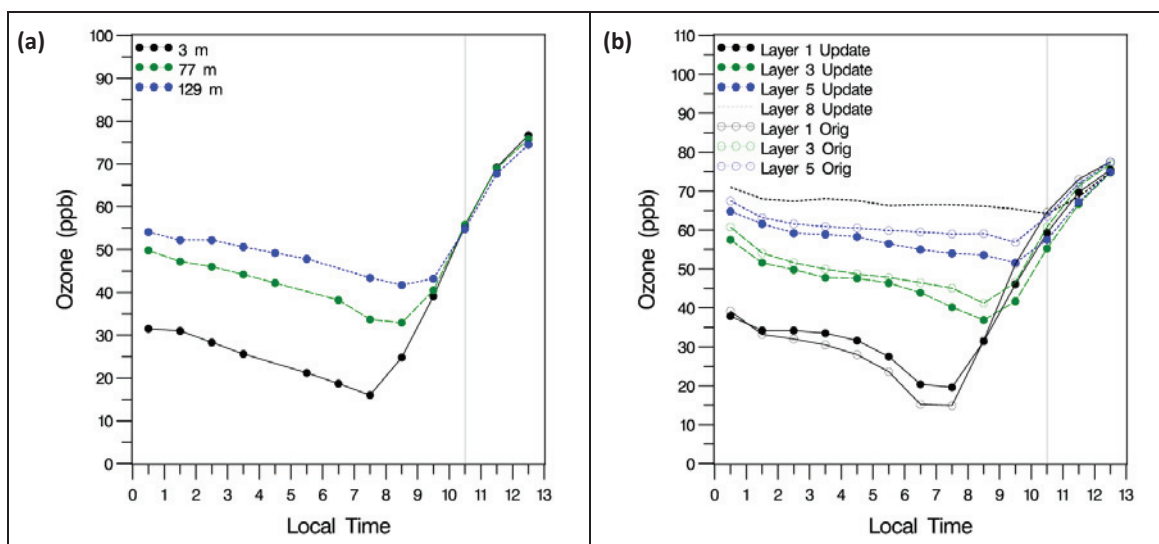 (a)
100
90
80
70
60
50
40
30
20
10
0
Ozone (ppb)
3 m
77 m
129 m
0 1 2 3 4 5 6 7 8 9 10 11 12 13
Local Time
(b)
110
100
90
80
70
60
50
40
30
20
10
0
Ozone (ppb)
Layer 1 Update
Layer 3 Update
Layer 5 Update
Layer 8 Update
Layer 1 Orig
Layer 3 Orig
Layer 5 Orig
0 1 2 3 4 5 6 7 8 9 10 11 12 13
Local Time